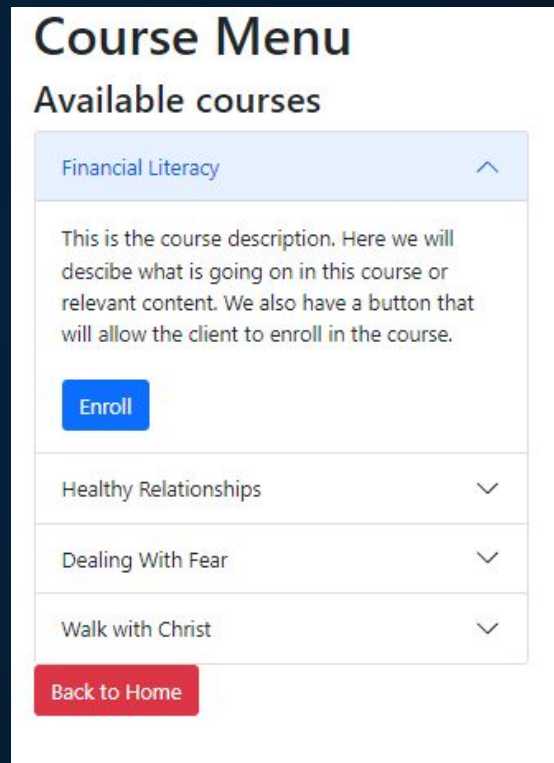 Course Menu
Available courses
Financial Literacy
This is the course description. Here we will
descibe what is going on in this course or
relevant content. We also have a button that
will allow the client to enroll in the course.
Enroll
Healthy Relationships
Dealing With Fear
Walk with Christ
Back to Home